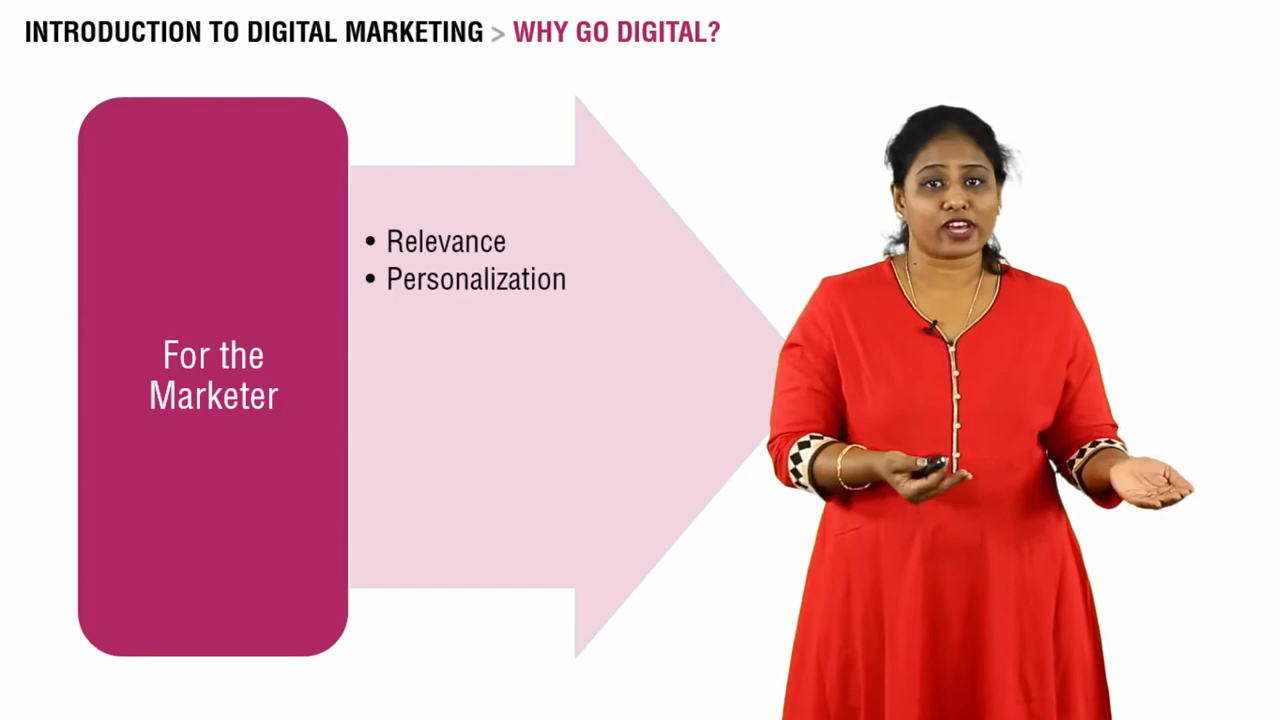 INTRODUCTION TO DIGITAL MARKETING > WHY GO DIGITAL?
• Relevance
• Personalization
For the
Marketer